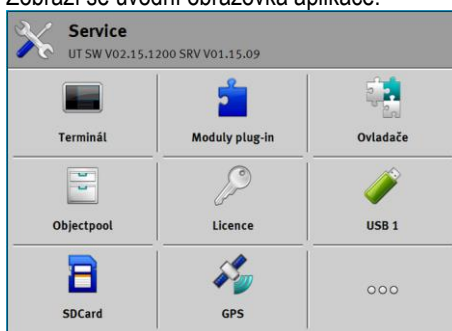 Zobrazí se úvodní obrazovka aplikace:
Service
UT SW V02.15.1200 SRV V01.15.09
Terminál
Moduly plug-in
Ovladače
Objectpool
Licence
USB 1
SDCard
GPS